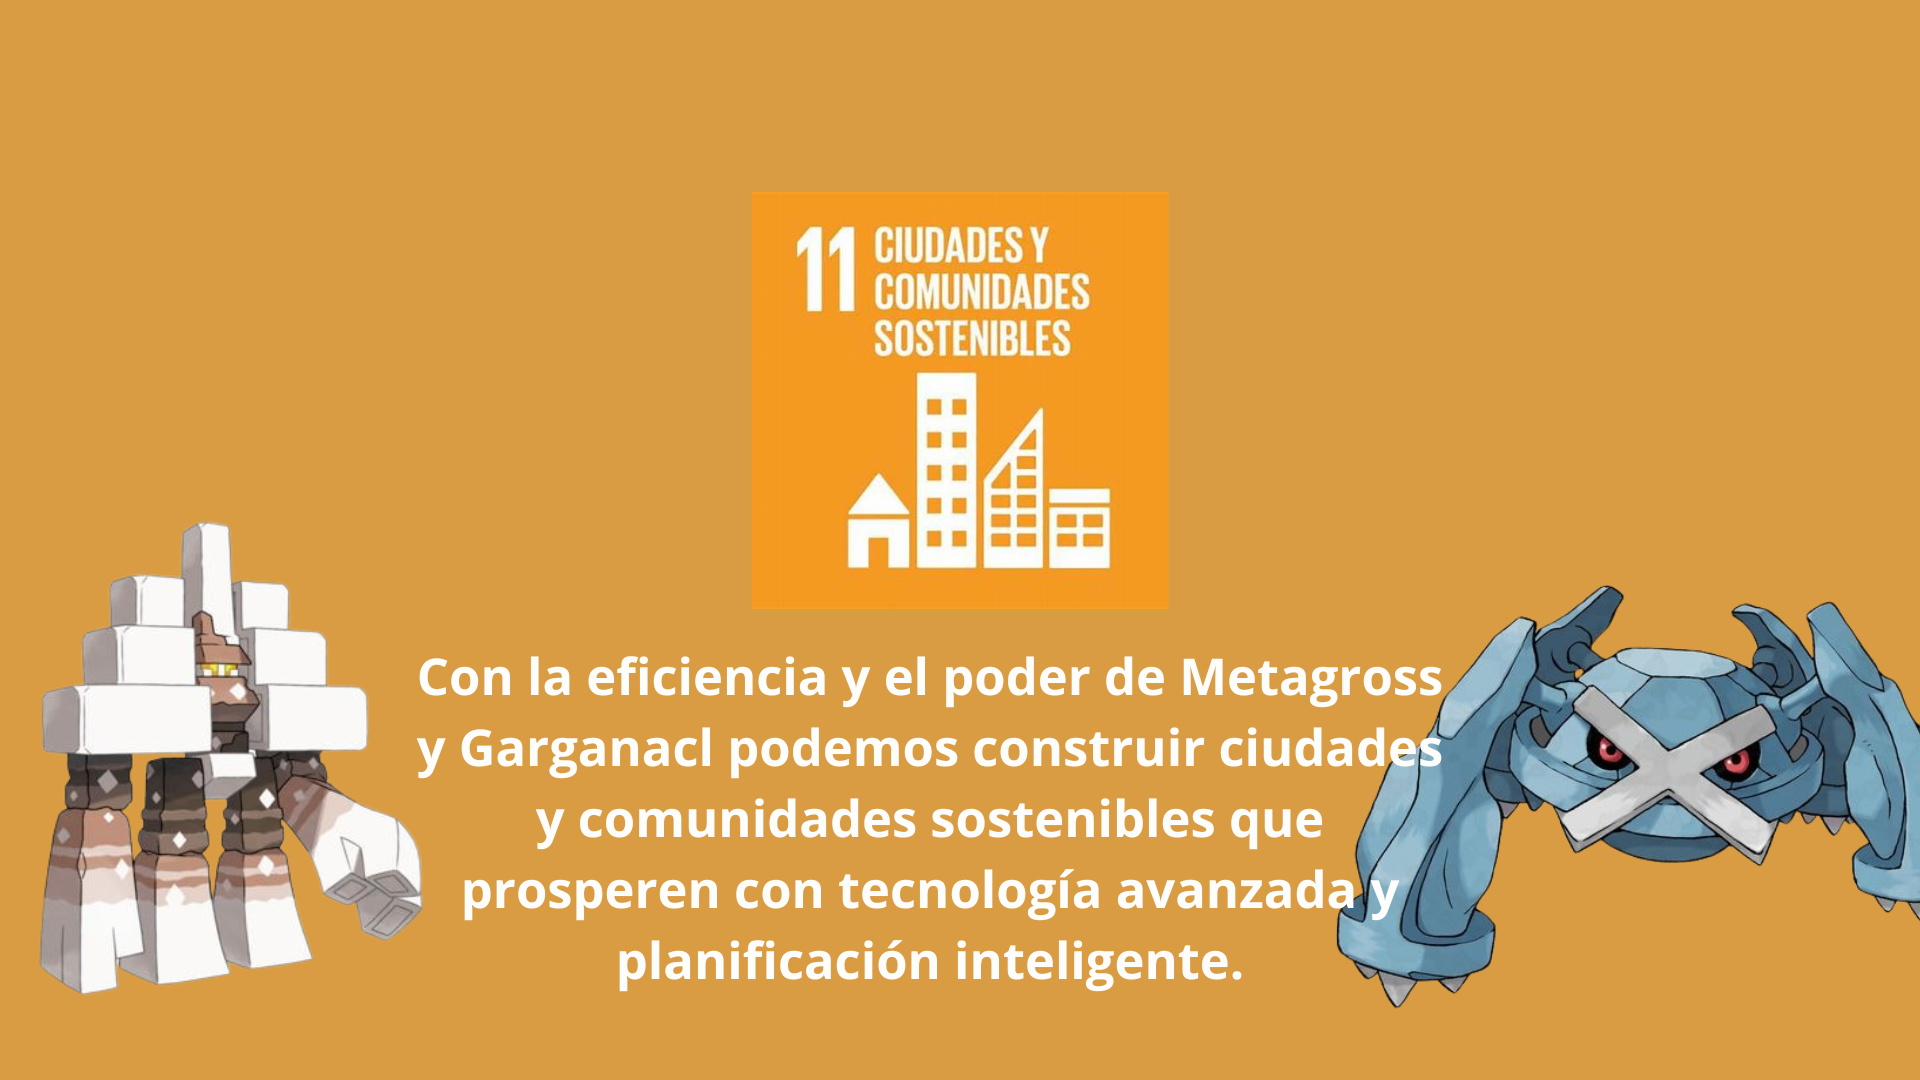 11 CIUDADES Y
COMUNIDADES
SOSTENIBLES
Con la eficiencia y el poder de Metagross
y Garganacl podemos construir ciudades
y comunidades sostenibles que
prosperen con tecnología avanzada y
planificación inteligente.